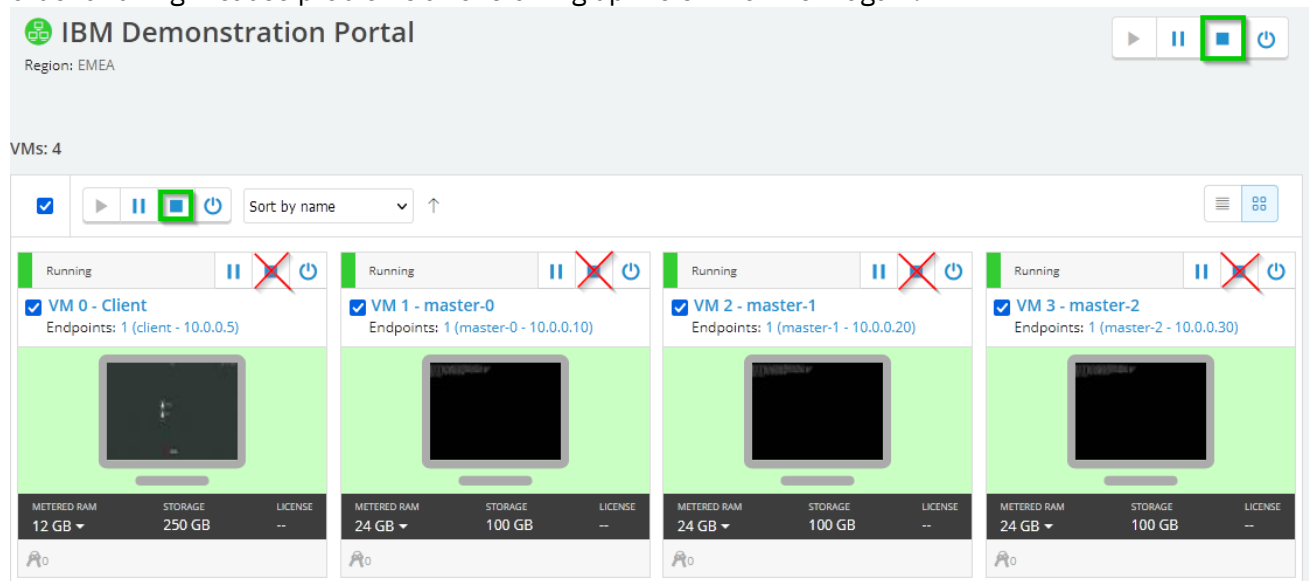 IBM Demonstration Portal
Region: EMEA
VMs: 4
Sort by name
Running
VM 0 - Client
Endpoints: 1 (client - 10.0.0.5)
METERED RAM STORAGE LICENSE
12 GB 250 GB --
0
Running
VM 1 - master-0
Endpoints: 1 (master-0 - 10.0.0.10)
METERED RAM STORAGE LICENSE
24 GB 100 GB --
0
Running
VM 2 - master-1
Endpoints: 1 (master-1 - 10.0.0.20)
METERED RAM STORAGE LICENSE
24 GB 100 GB --
0
Running
VM 3 - master-2
Endpoints: 1 (master-2 - 10.0.0.30)
METERED RAM STORAGE LICENSE
24 GB 100 GB --
0